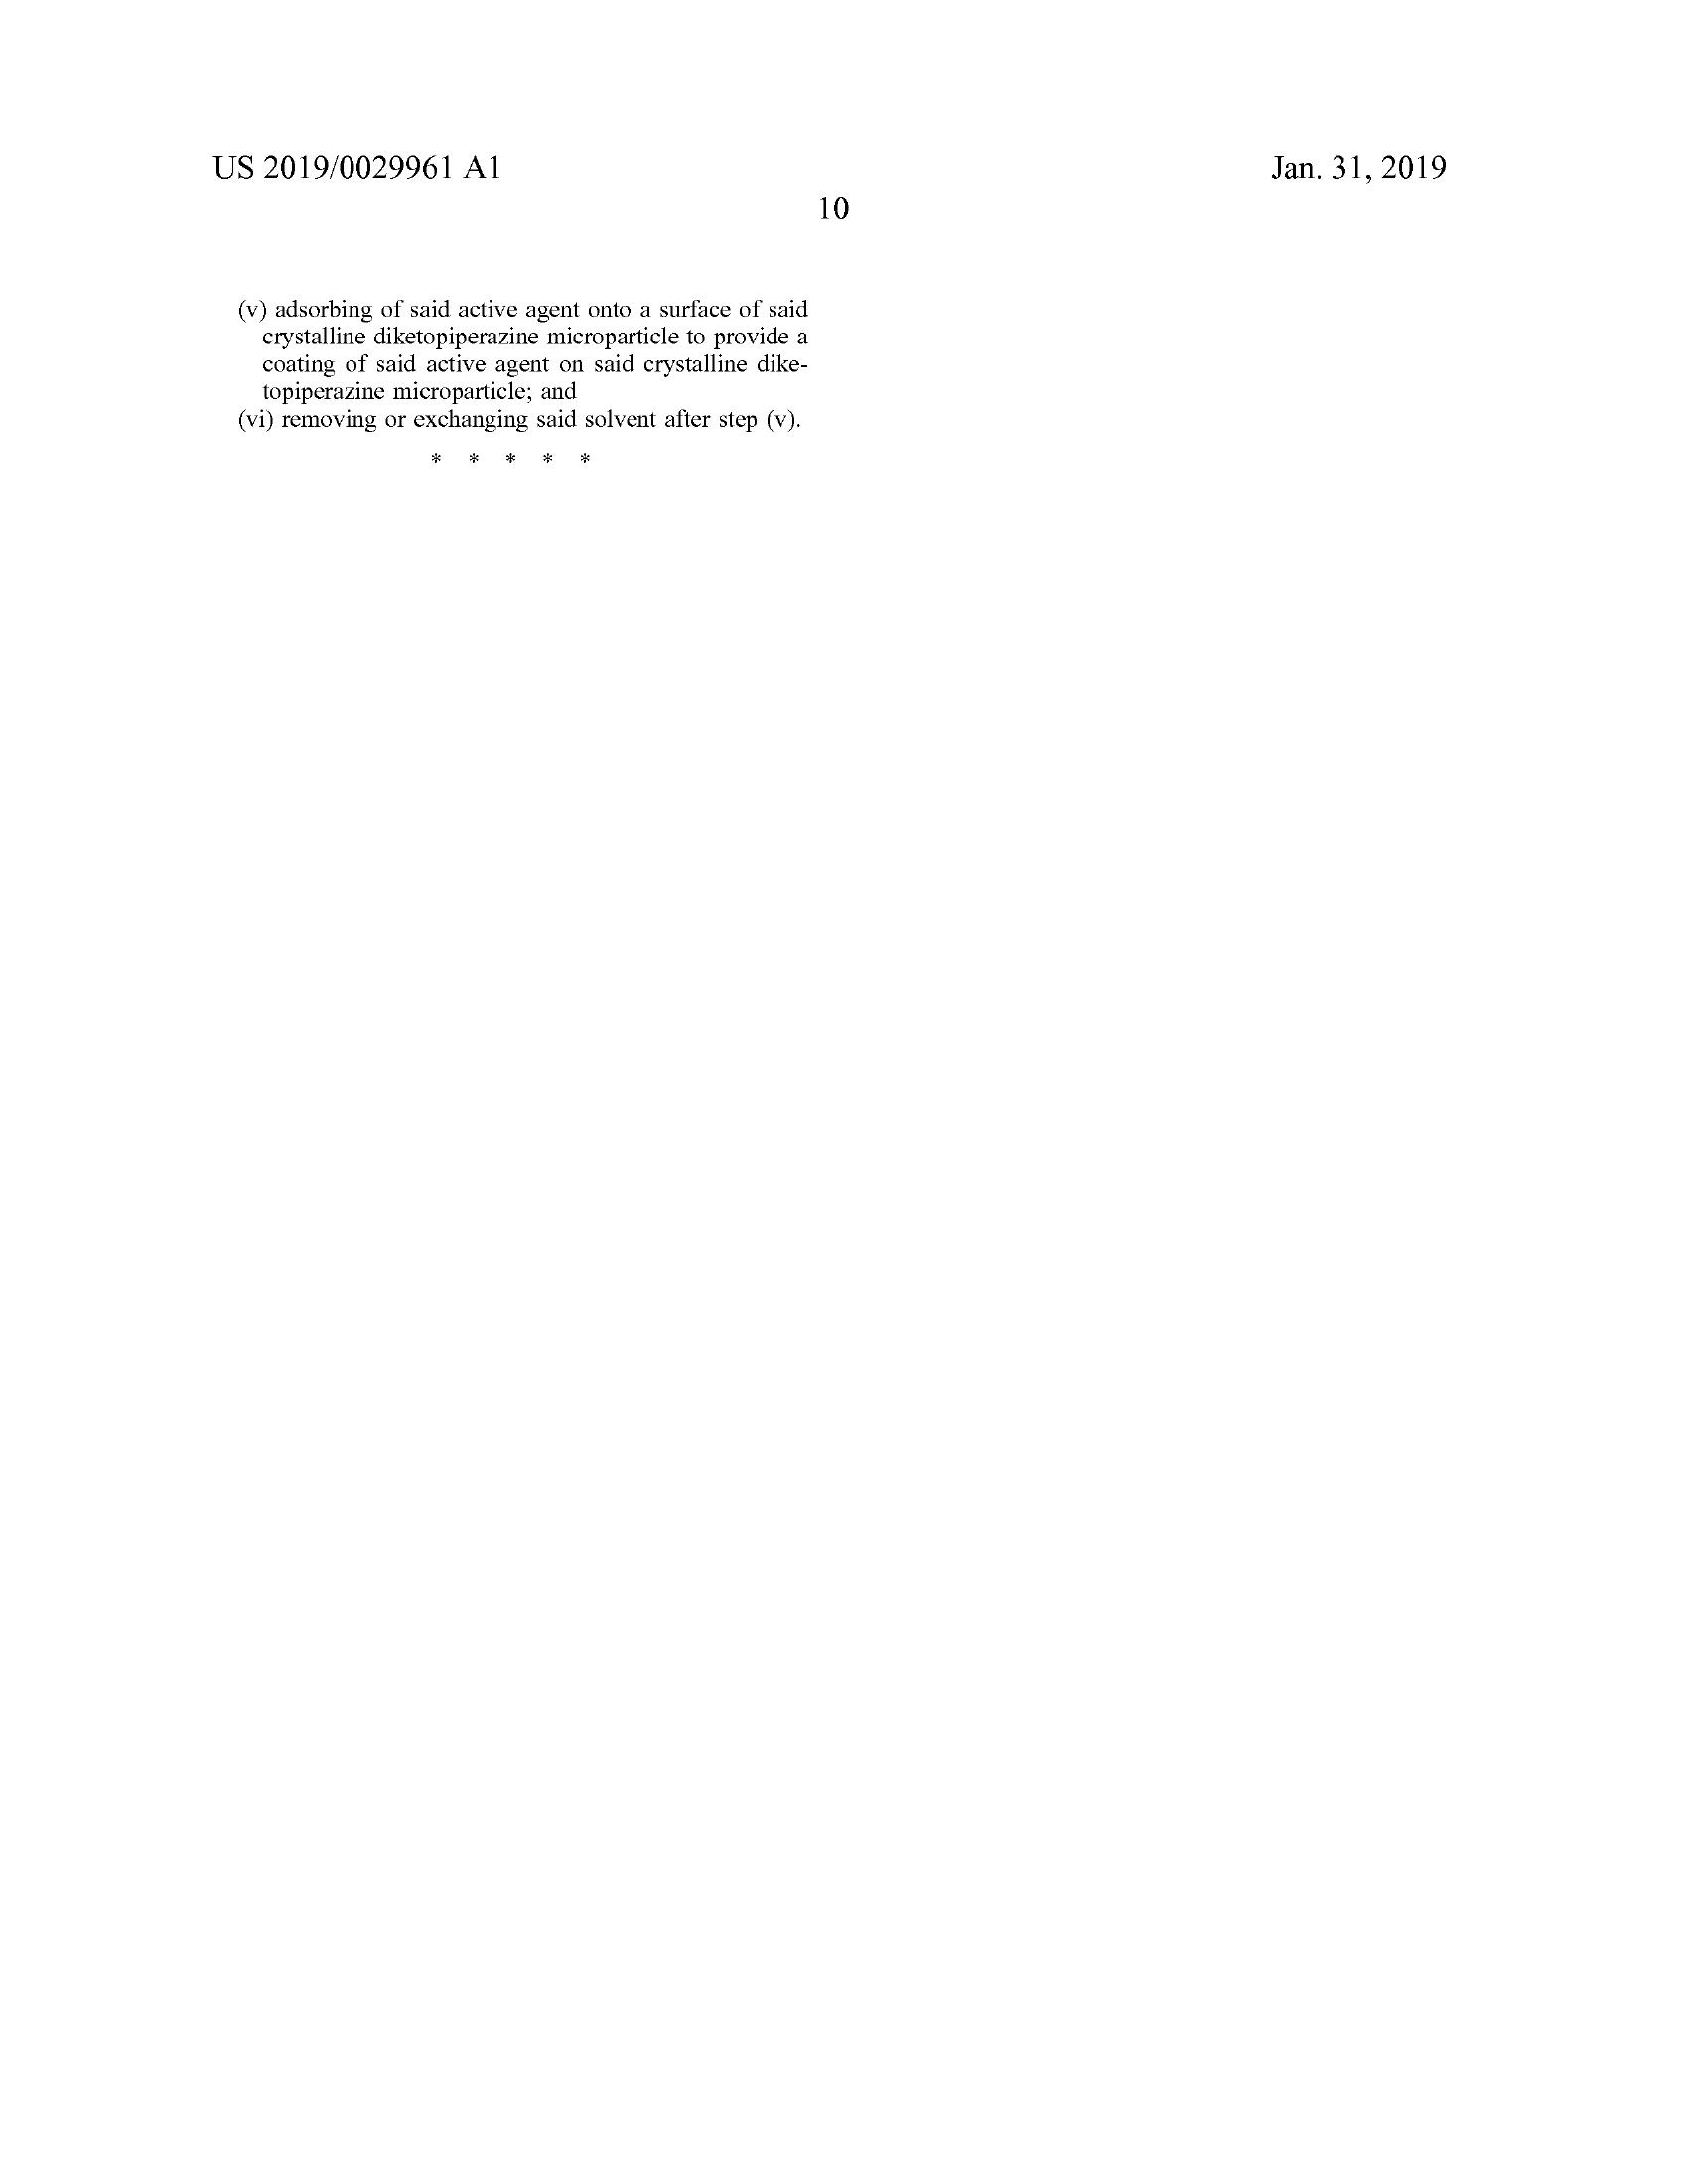 US 2019/0029961 A1
Jan. 31, 2019
10
(v) adsorbing of said active agent onto a surface of said
crystalline diketopiperazine microparticle to provide a
coating of said active agent on said crystalline dike-
topiperazine microparticle; and
(vi) removing or exchanging said solvent after step (v).
* * * * *